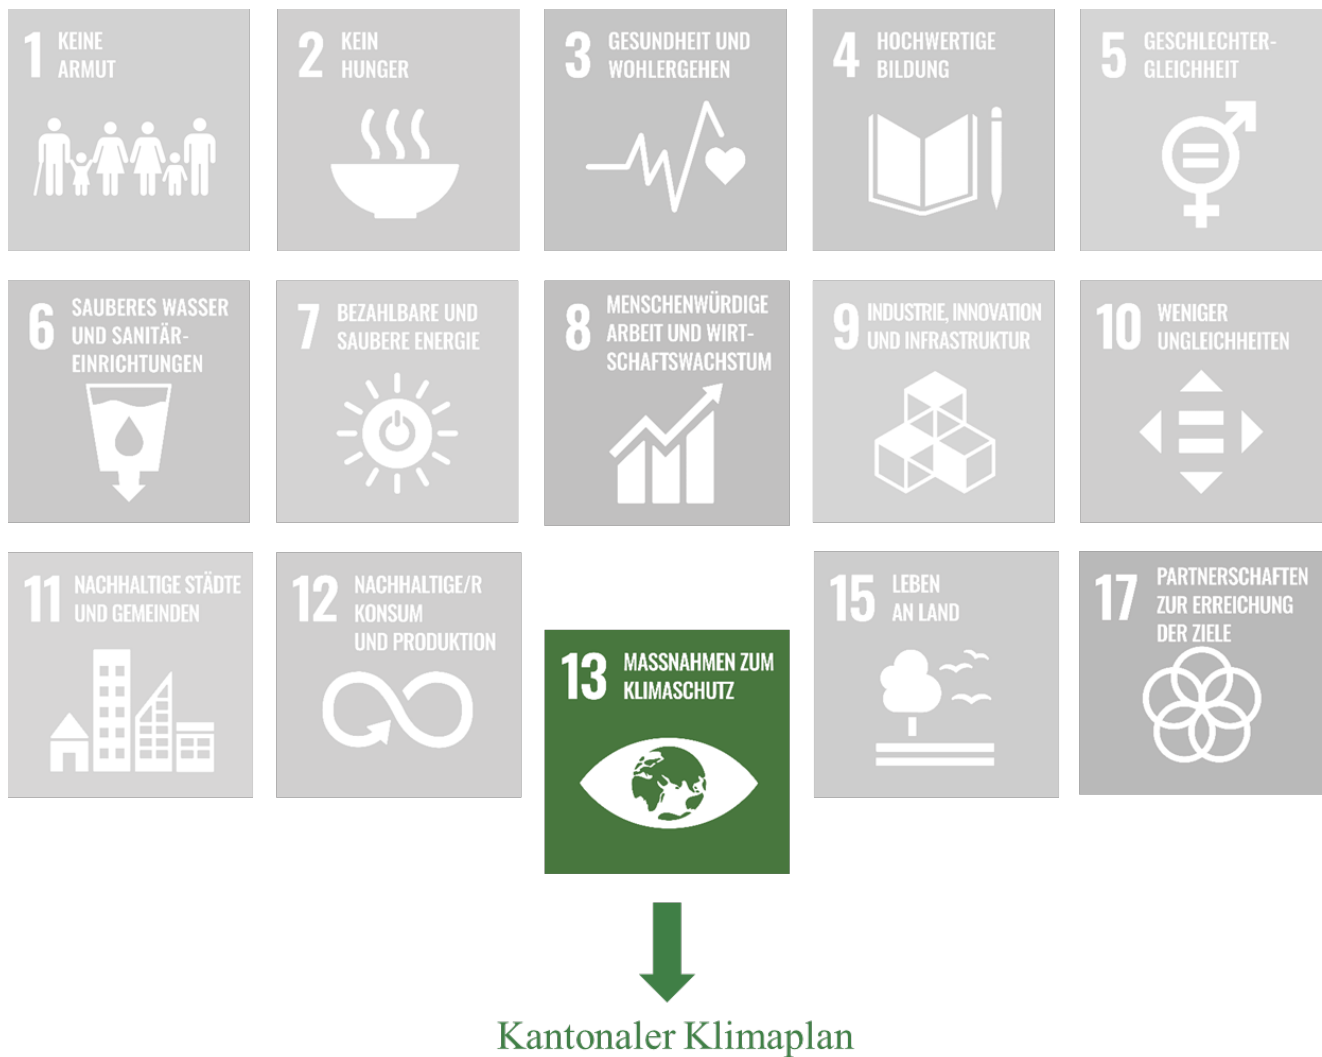 1 KEINE
ARMUT
2 KEIN
HUNGER
3 GESUNDHEIT UND
WOHLERGEHEN
4 HOCHWERTIGE
BILDUNG
5 GESCHLECHTER-
GLEICHHEIT
6 SAUBERES WASSER
UND SANITÄR-
EINRICHTUNGEN
7 BEZAHLBARE UND
SAUBERE ENERGIE
8 MENSCHENWÜRDIGE
ARBEIT UND WIRT-
SCHAFTSWACHSTUM
9 INDUSTRIE, INNOVATION
UND INFRASTRUKTUR
10 WENIGER
UNGLEICHHEITEN
11 NACHHALTIGE STÄDTE
UND GEMEINDEN
12 NACHHALTIGE/R
KONSUM
UND PRODUKTION
13 MASSNAHMEN ZUM
KLIMASCHUTZ
15 LEBEN
AN LAND
17 PARTNERSCHAFTEN
ZUR ERREICHUNG
DER ZIELE
Kantonaler Klimaplan